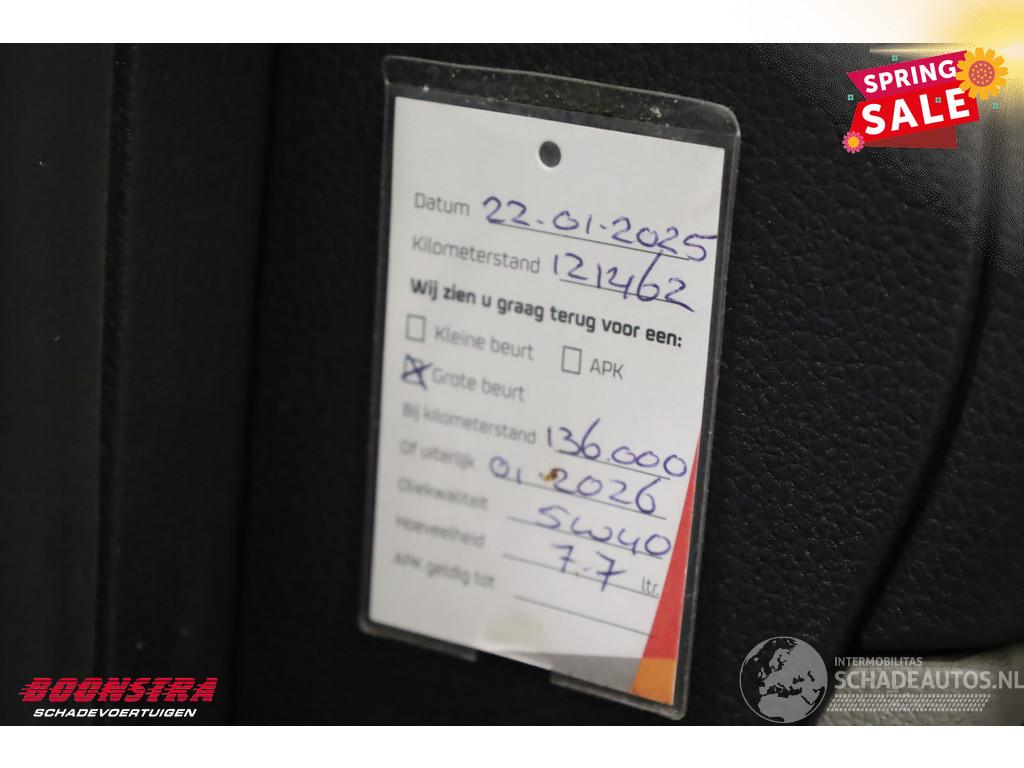 SPRING
SALE
Datum 22-01-2025
Kilometerstand 121462
Wij zien u graag terug voor een:
Kleine beurt APK
Grote beurt
Bij kilometerstand 136.000
Of uiterlijk 01-2026
Oliekwaliteit 5W40
Hoeveelheid 7.7 ltr.
APK geldig tot
BOONSTRA
SCHADEVOERTUIGEN
INTERMOBILITAS
SCHADEAUTOS.NL